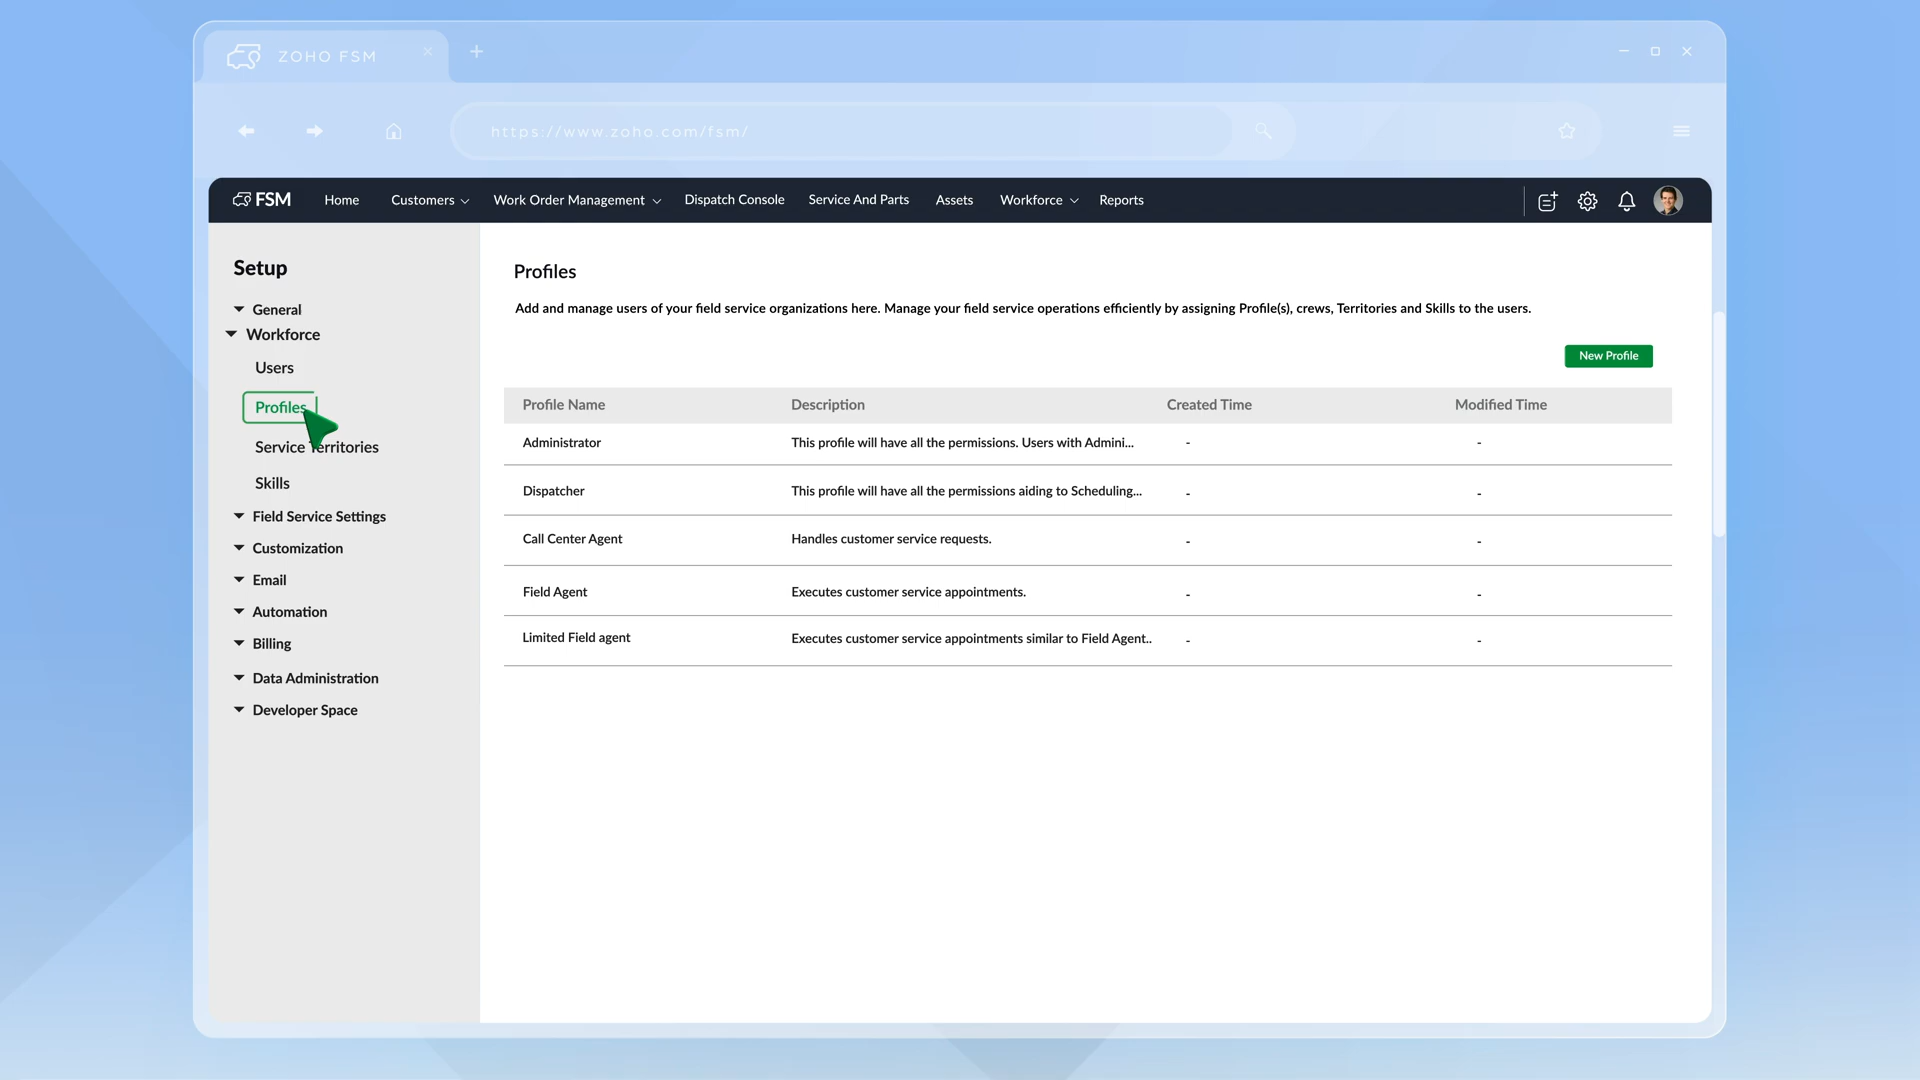 ZOHO FSM
https://www.zoho.com/fsm/
FSM Home Customers Work Order Management Dispatch Console Service And Parts Assets Workforce Reports
Setup
General
Workforce
Users
Profiles
Service Territories
Skills
Field Service Settings
Customization
Email
Automation
Billing
Data Administration
Developer Space
Profiles
Add and manage users of your field service organizations here. Manage your field service operations efficiently by assigning Profile(s), crews, Territories and Skills to the users.
New Profile
Profile Name Description Created Time Modified Time
Administrator This profile will have all the permissions. Users with Admini... - -
Dispatcher This profile will have all the permissions aiding to Scheduling... - -
Call Center Agent Handles customer service requests. - -
Field Agent Executes customer service appointments. - -
Limited Field agent Executes customer service appointments similar to Field Agent.. - -